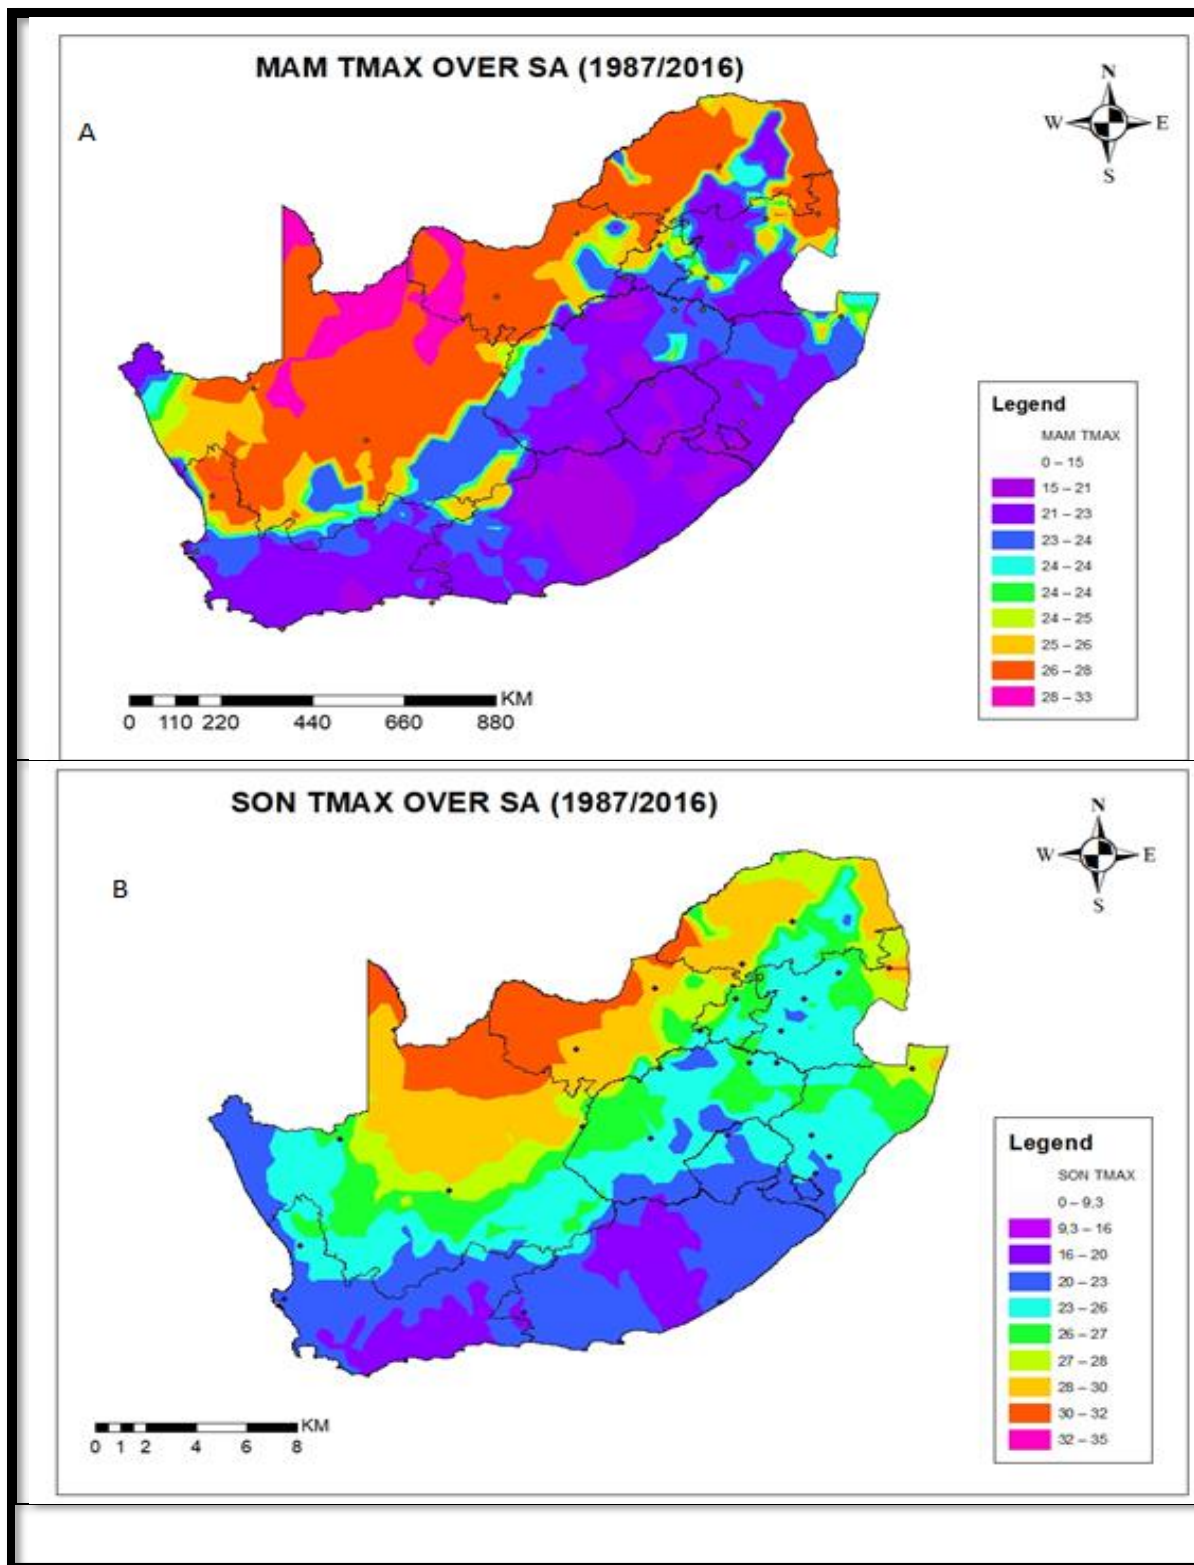 MAM TMAX OVER SA (1987/2016)
A
N
W E
S
Legend
MAM TMAX
0 – 15
15 – 21
21 – 23
23 – 24
24 – 24
24 – 24
24 – 25
25 – 26
26 – 28
28 – 33
KM
0 110 220 440 660 880
SON TMAX OVER SA (1987/2016)
B
N
W E
S
Legend
SON TMAX
0 – 9,3
9,3 – 16
16 – 20
20 – 23
23 – 26
26 – 27
27 – 28
28 – 30
30 – 32
32 – 35
KM
0 1 2 4 6 8